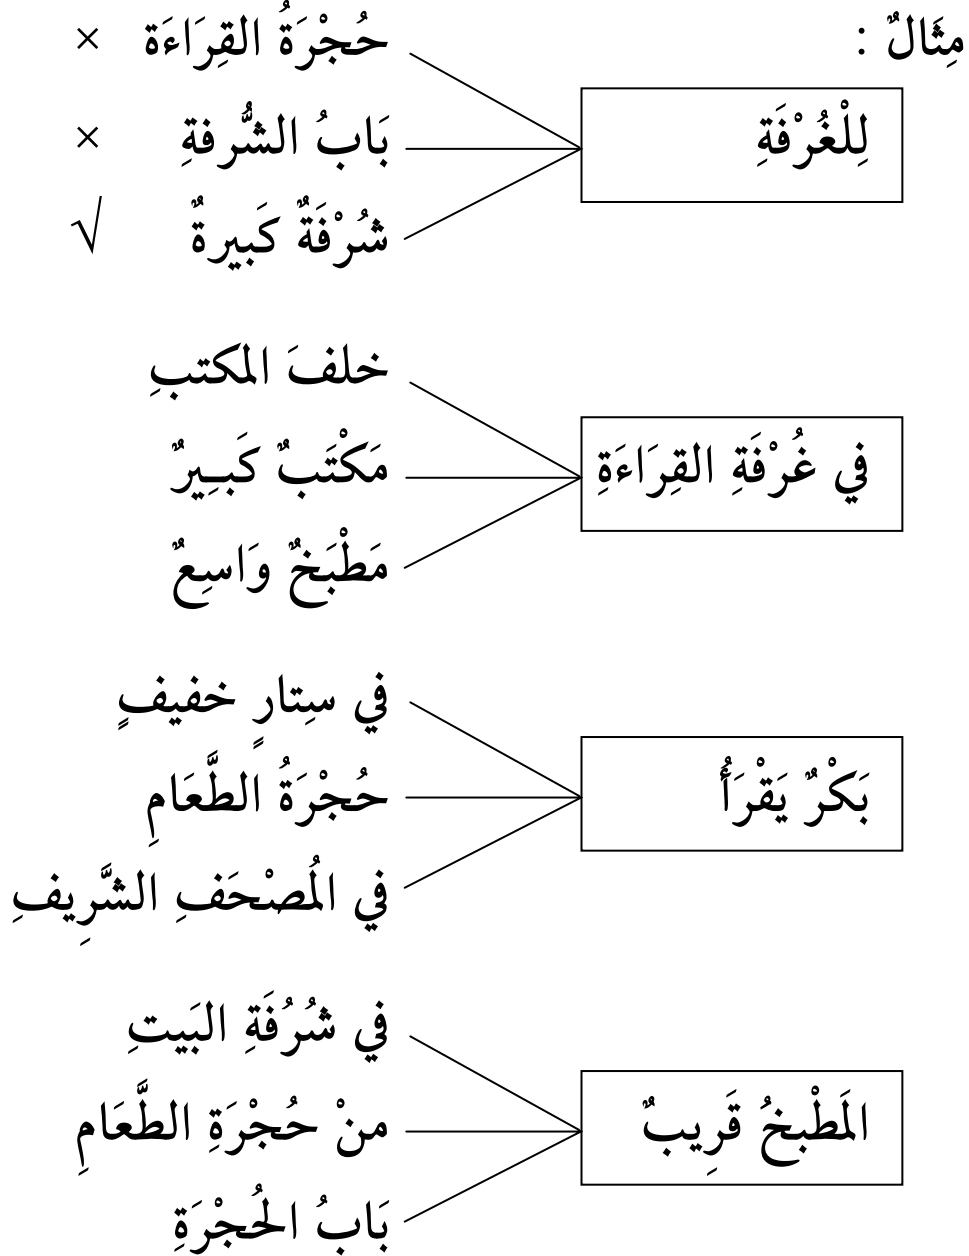 مِثَالٌ :
حُجْرَةُ القِرَاءَة ×
لِلْغُرْفَةِ
بَابُ الشُّرفةِ ×
شُرْفَةٌ كَبيرةٌ √
خلفَ المكتبِ
في غُرْفَةِ القِرَاءَةِ
مَكْتَبٌ كَبِيرٌ
مَطْبَخٌ وَاسِعٌ
في سِتارٍ خفيفٍ
بَكْرٌ يَقْرَأُ
حُجْرَةُ الطَّعَامِ
في المُصْحَفِ الشَّرِيفِ
في شُرُفَةِ البَيتِ
المَطْبخُ قَرِيبٌ
منْ حُجْرَةِ الطَّعَامِ
بَابُ الحُجْرَةِ